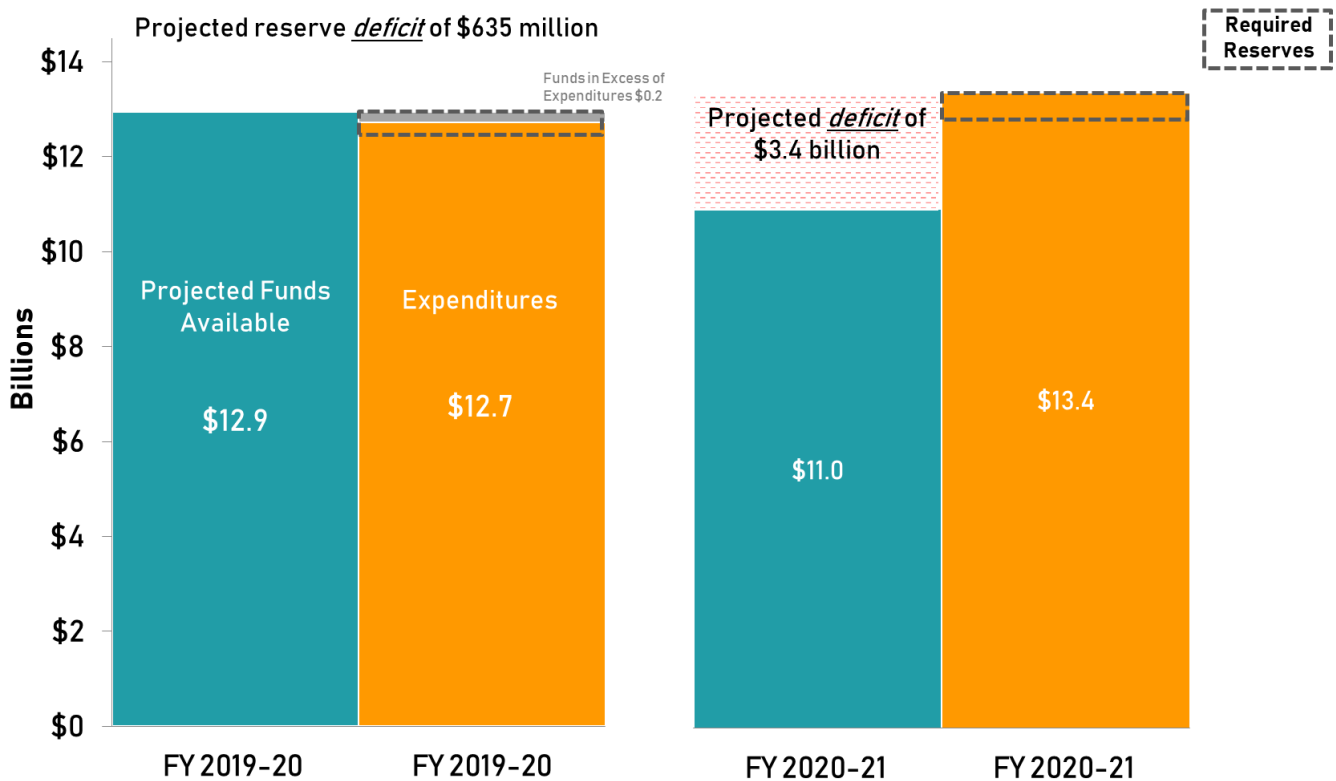 Projected reserve deficit of $635 million
Required
Reserves
Funds in Excess of
Expenditures $0.2
Billions
$14
$12
$10
$8
$6
$4
$2
$0
Projected Funds
Available
$12.9
Expenditures
$12.7
Projected deficit of
$3.4 billion
$11.0
$13.4
FY 2019-20
FY 2019-20
FY 2020-21
FY 2020-21